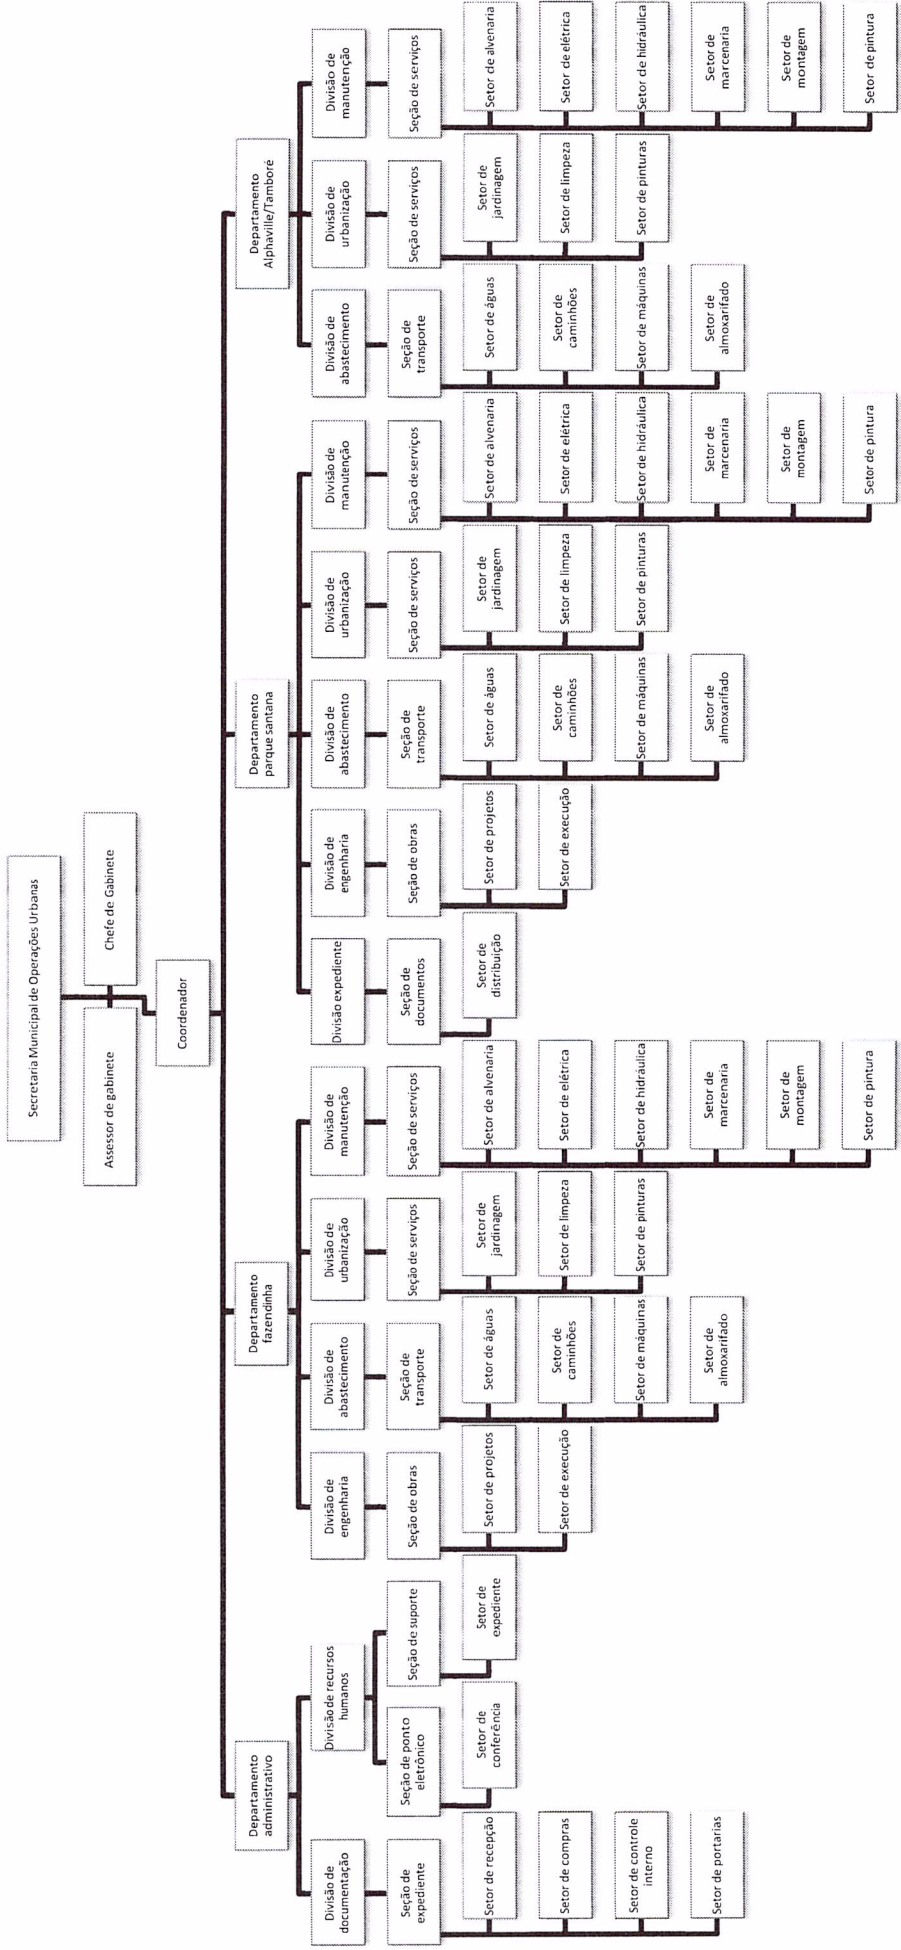 Secretaria Municipal de Operações Urbanas
Assessor de gabinete
Chefe de Gabinete
Coordenador
Departamento
administrativo
Divisão de
documentação
Seção de
expediente
Setor de recepção
Setor de compras
Setor de controle
interno
Setor de portarias
Divisão de recursos
humanos
Seção de ponto
eletrônico
Setor de
conferência
Seção de suporte
Setor de
expediente
Departamento
fazendinha
Divisão de
engenharia
Seção de obras
Setor de projetos
Setor de execução
Divisão de
abastecimento
Seção de
transporte
Setor de águas
Setor de
caminhões
Setor de máquinas
Setor de
almoxarifado
Divisão de
urbanização
Seção de serviços
Setor de
jardinagem
Setor de limpeza
Setor de pinturas
Divisão de
manutenção
Seção de serviços
Setor de alvenaria
Setor de elétrica
Setor de hidráulica
Setor de
marcenaria
Setor de
montagem
Setor de pintura
Departamento
parque santana
Divisão expediente
Seção de
documentos
Setor de
distribuição
Divisão de
engenharia
Seção de obras
Setor de projetos
Setor de execução
Divisão de
abastecimento
Seção de
transporte
Setor de águas
Setor de
caminhões
Setor de máquinas
Setor de
almoxarifado
Divisão de
urbanização
Seção de serviços
Setor de
jardinagem
Setor de limpeza
Setor de pinturas
Divisão de
manutenção
Seção de serviços
Setor de alvenaria
Setor de elétrica
Setor de hidráulica
Setor de
marcenaria
Setor de
montagem
Setor de pintura
Departamento
Alphaville/Tamboré
Divisão de
abastecimento
Seção de
transporte
Setor de águas
Setor de
caminhões
Setor de máquinas
Setor de
almoxarifado
Divisão de
urbanização
Seção de serviços
Setor de
jardinagem
Setor de limpeza
Setor de pinturas
Divisão de
manutenção
Seção de serviços
Setor de alvenaria
Setor de elétrica
Setor de hidráulica
Setor de
marcenaria
Setor de
montagem
Setor de pintura